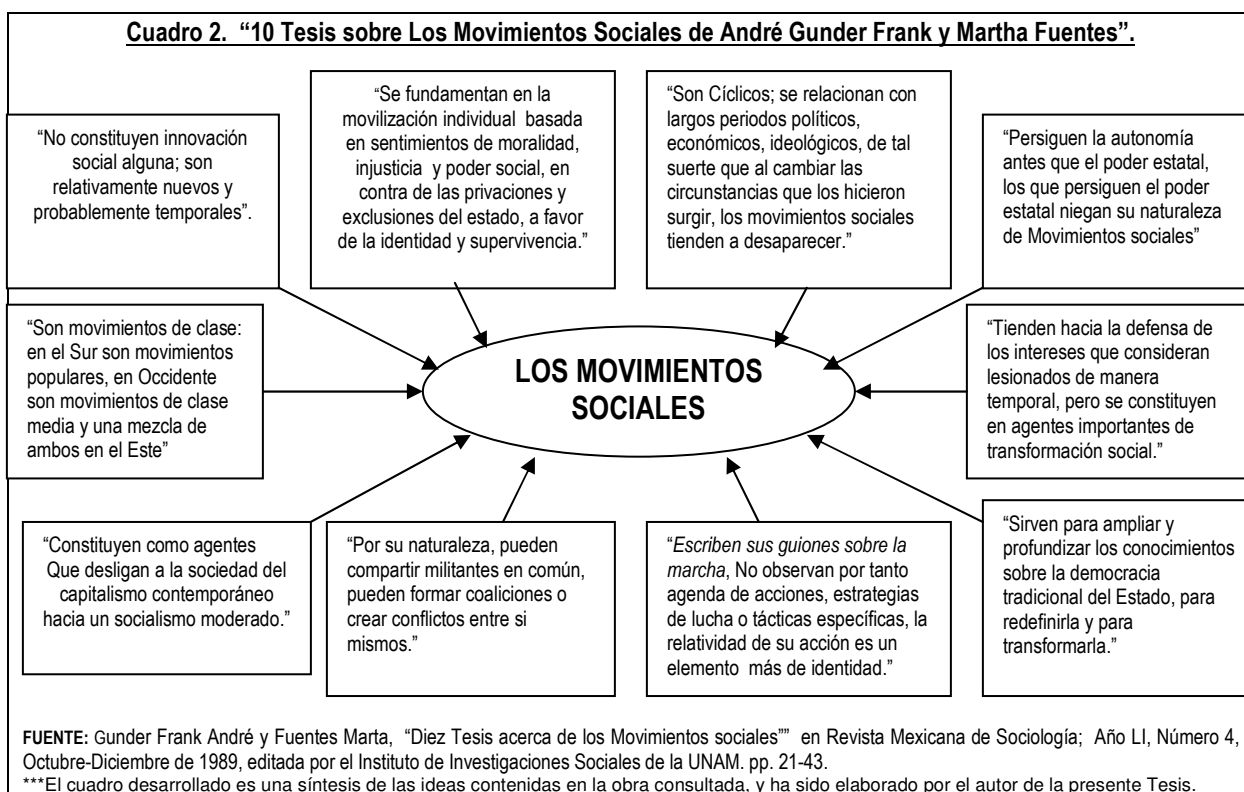 Cuadro 2. “10 Tesis sobre Los Movimientos Sociales de André Gunder Frank y Martha Fuentes”.
“No constituyen innovación
social alguna; son
relativamente nuevos y
probablemente temporales”.
“Se fundamentan en la
movilización individual basada
en sentimientos de moralidad,
injusticia y poder social, en
contra de las privaciones y
exclusiones del estado, a favor
de la identidad y supervivencia.”
“Son Cíclicos; se relacionan con
largos periodos políticos,
económicos, ideológicos, de tal
suerte que al cambiar las
circunstancias que los hicieron
surgir, los movimientos sociales
tienden a desaparecer.”
“Persiguen la autonomía
antes que el poder estatal,
los que persiguen el poder
estatal niegan su naturaleza
de Movimientos sociales”
“Son movimientos de clase:
en el Sur son movimientos
populares, en Occidente
son movimientos de clase
media y una mezcla de
ambos en el Este”
LOS MOVIMIENTOS
SOCIALES
“Tienden hacia la defensa de
los intereses que consideran
lesionados de manera
temporal, pero se constituyen
en agentes importantes de
transformación social.”
“Constituyen como agentes
Que desligan a la sociedad del
capitalismo contemporáneo
hacia un socialismo moderado.”
“Por su naturaleza, pueden
compartir militantes en común,
pueden formar coaliciones o
crear conflictos entre si
mismos.”
“Escriben sus guiones sobre la
marcha, No observan por tanto
agenda de acciones, estrategias
de lucha o tácticas específicas, la
relatividad de su acción es un
elemento más de identidad.”
“Sirven para ampliar y
profundizar los conocimientos
sobre la democracia
tradicional del Estado, para
redefinirla y para
transformarla.”
FUENTE: Gunder Frank André y Fuentes Marta, “Diez Tesis acerca de los Movimientos sociales”” en Revista Mexicana de Sociología; Año LI, Número 4,
Octubre-Diciembre de 1989, editada por el Instituto de Investigaciones Sociales de la UNAM. pp. 21-43.
***El cuadro desarrollado es una síntesis de las ideas contenidas en la obra consultada, y ha sido elaborado por el autor de la presente Tesis.